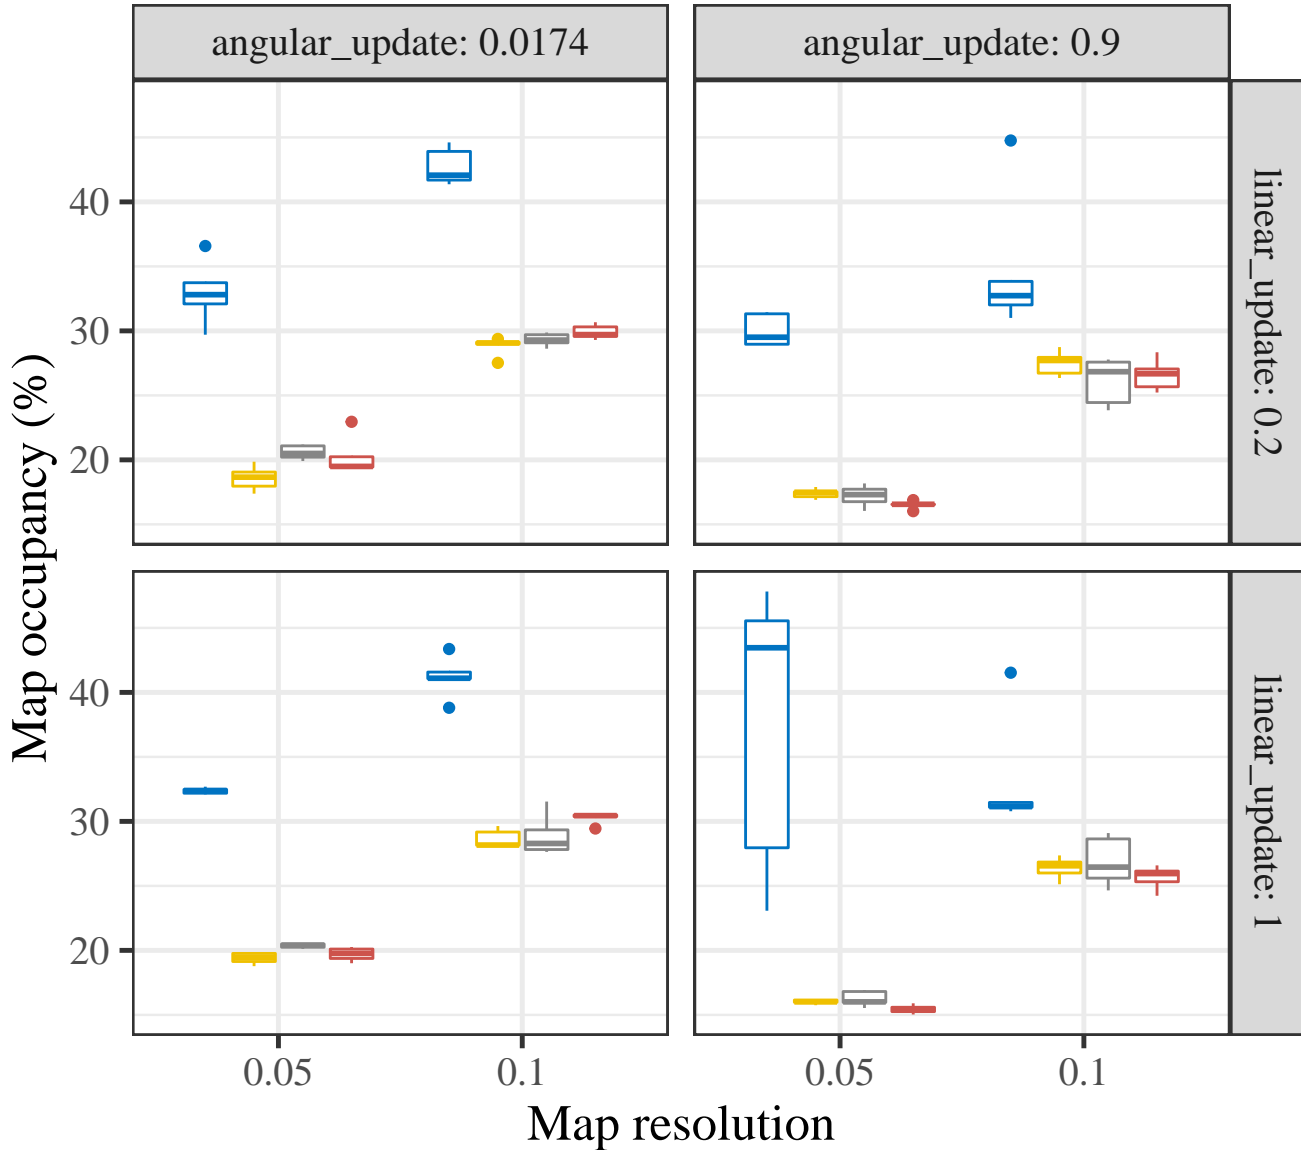 angular_update: 0.0174
angular_update: 0.9
linear_update: 0.2
linear_update: 1
Map occupancy (%)
40
30
20
40
30
20
0.05
0.1
0.05
0.1
Map resolution